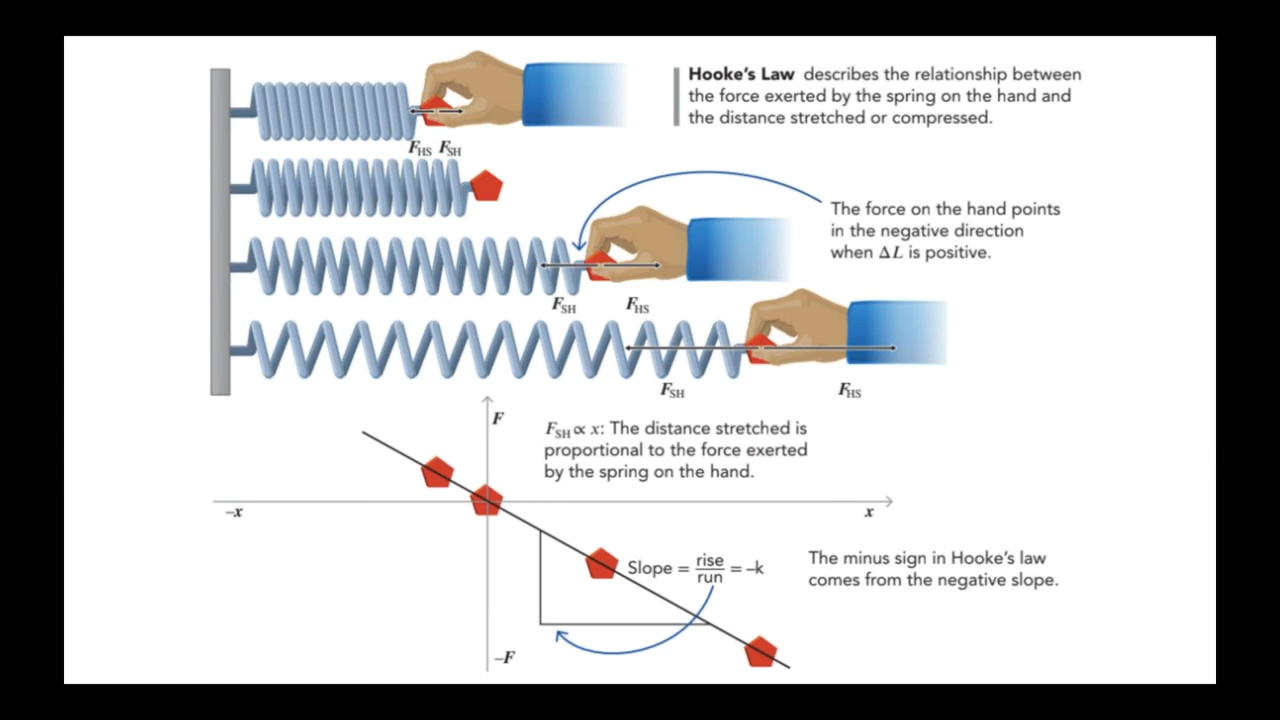 Hooke's Law describes the relationship between
the force exerted by the spring on the hand and
the distance stretched or compressed.
FHS FSH
The force on the hand points
in the negative direction
when ΔL is positive.
FSH FHS
FSH FHS
F
FSH ∝ x: The distance stretched is
proportional to the force exerted
by the spring on the hand.
–x
x
Slope = rise/run = –k
The minus sign in Hooke's law
comes from the negative slope.
–F